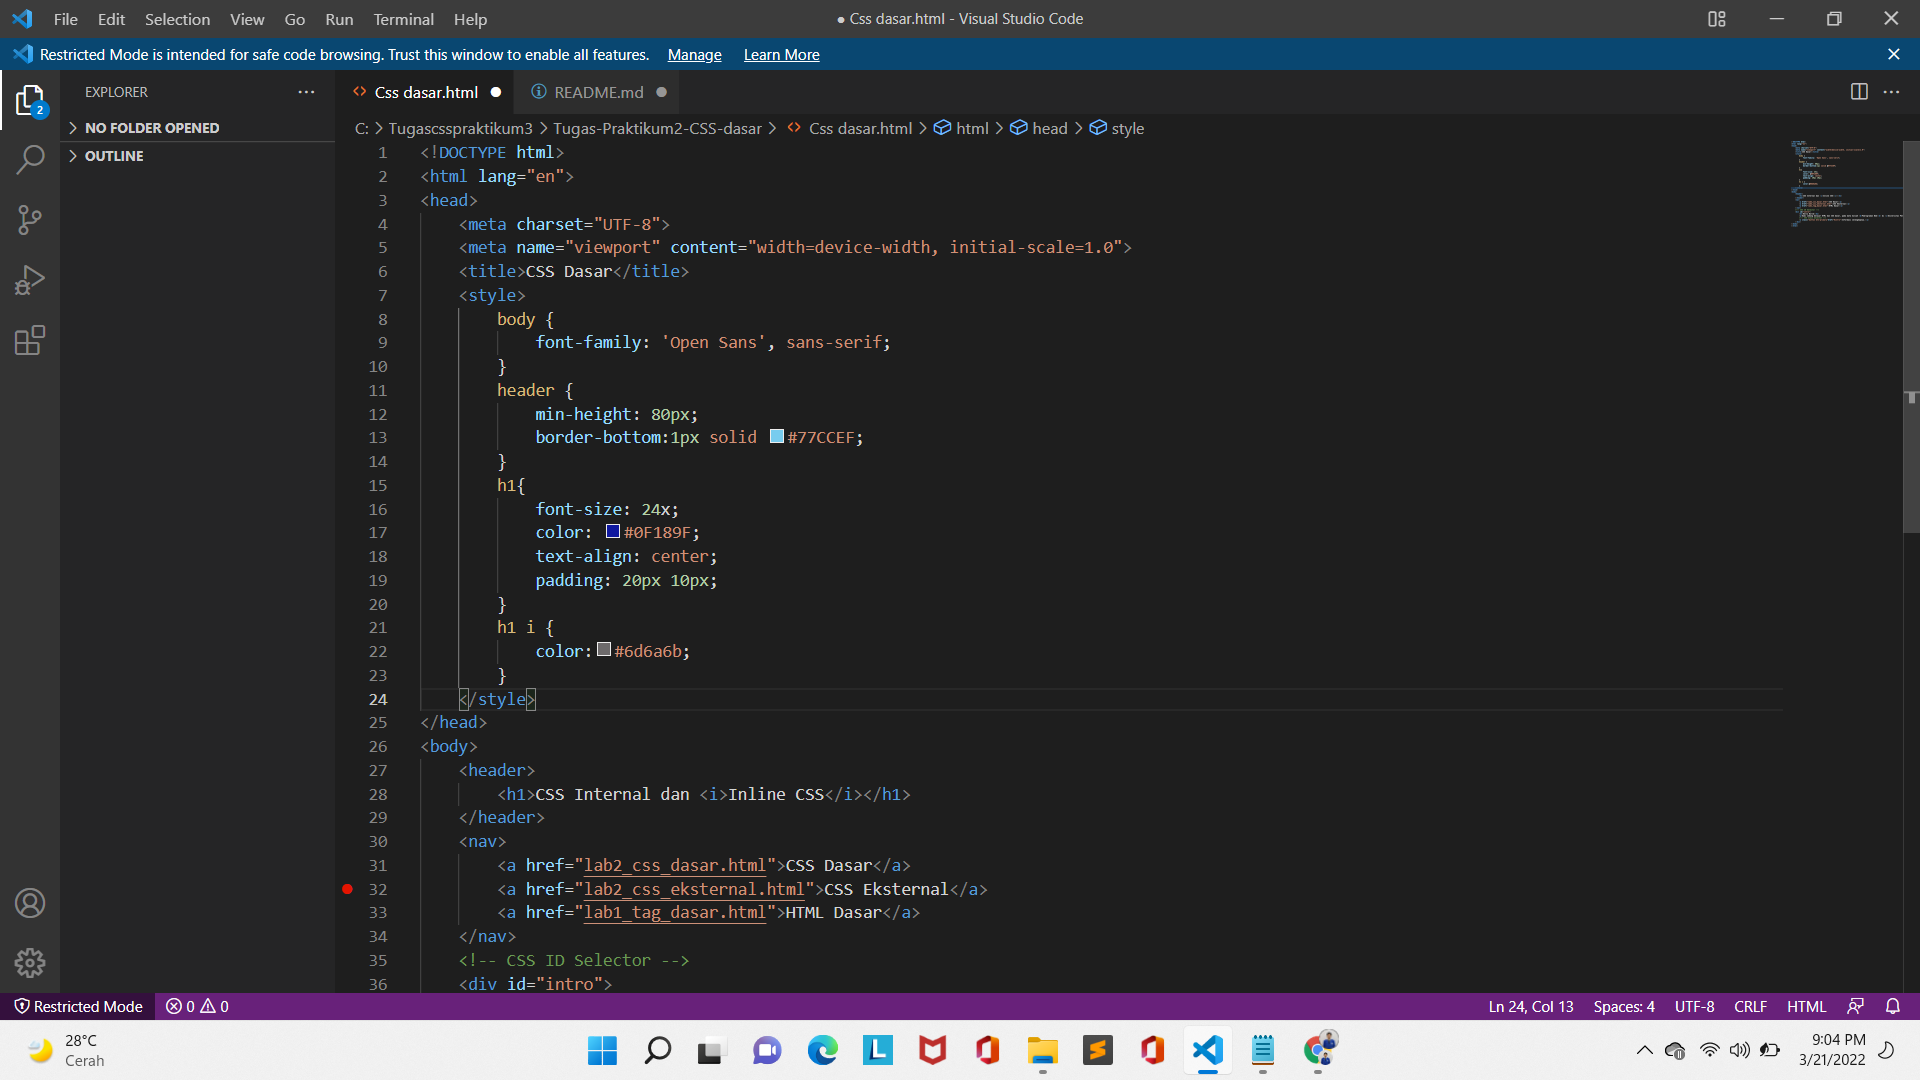 File Edit Selection View Go Run Terminal Help
● Css dasar.html - Visual Studio Code
Restricted Mode is intended for safe code browsing. Trust this window to enable all features. Manage Learn More
EXPLORER
NO FOLDER OPENED
OUTLINE
2
Css dasar.html
README.md
C: > Tugascsspraktikum3 > Tugas-Praktikum2-CSS-dasar > Css dasar.html > html > head > style
1 <!DOCTYPE html>
2 <html lang="en">
3 <head>
4 <meta charset="UTF-8">
5 <meta name="viewport" content="width=device-width, initial-scale=1.0">
6 <title>CSS Dasar</title>
7 <style>
8 body {
9 font-family: 'Open Sans', sans-serif;
10 }
11 header {
12 min-height: 80px;
13 border-bottom:1px solid #77CCEF;
14 }
15 h1{
16 font-size: 24x;
17 color: #0F189F;
18 text-align: center;
19 padding: 20px 10px;
20 }
21 h1 i {
22 color:#6d6a6b;
23 }
24 </style>
25 </head>
26 <body>
27 <header>
28 <h1>CSS Internal dan <i>Inline CSS</i></h1>
29 </header>
30 <nav>
31 <a href="lab2_css_dasar.html">CSS Dasar</a>
32 <a href="lab2_css_eksternal.html">CSS Eksternal</a>
33 <a href="lab1_tag_dasar.html">HTML Dasar</a>
34 </nav>
35 <!-- CSS ID Selector -->
36 <div id="intro">
Restricted Mode 0 0
Ln 24, Col 13 Spaces: 4 UTF-8 CRLF HTML
28°C
Cerah
9:04 PM
3/21/2022